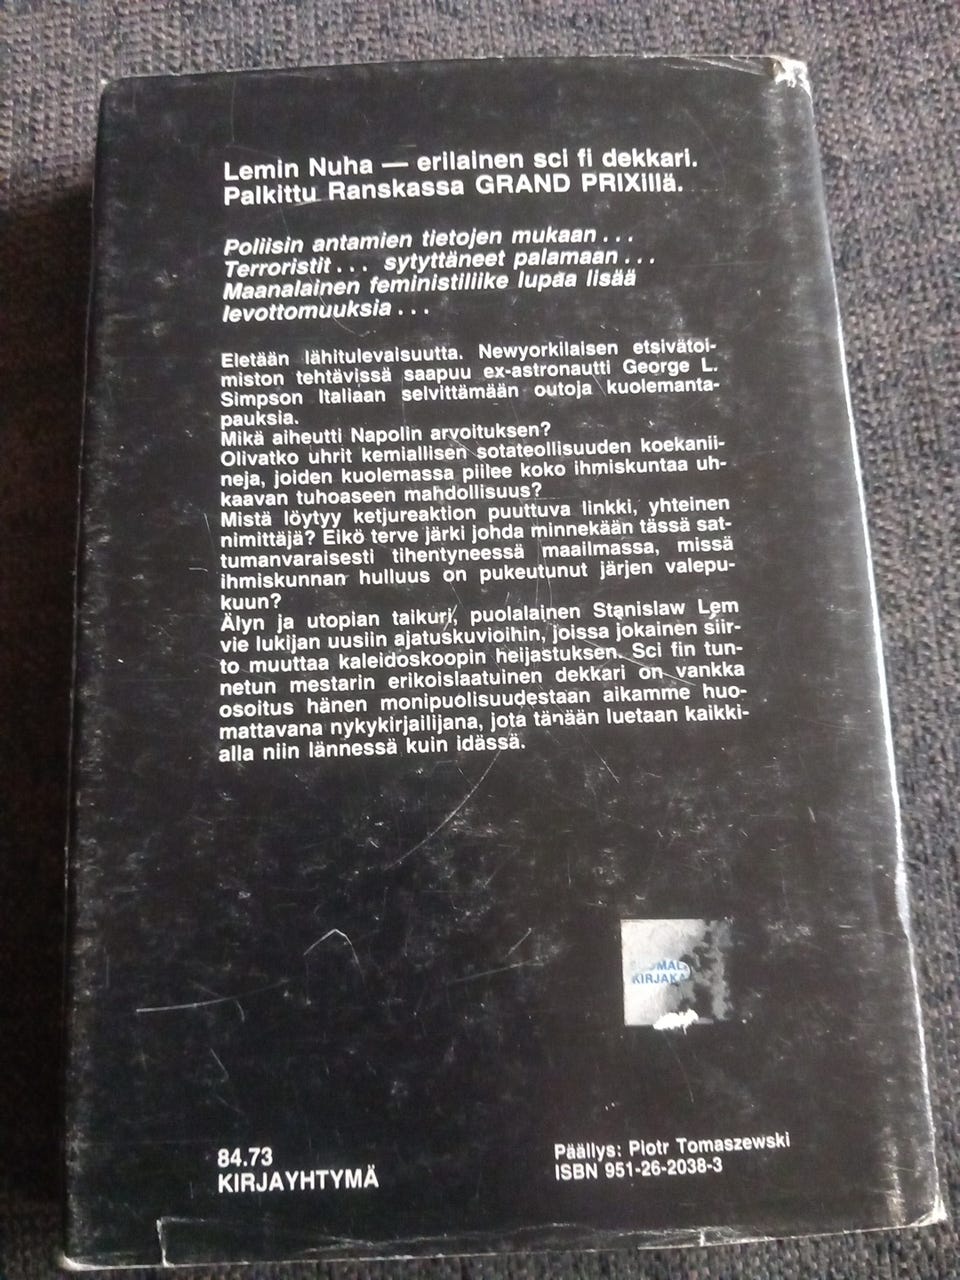 Lemin Nuha — erilainen sci fi dekkari.
Palkittu Ranskassa GRAND PRIXillä.
Poliisin antamien tietojen mukaan...
Terroristit... sytyttäneet palamaan...
Maanalainen feministiliike lupaa lisää
levottomuuksia...
Eletään lähitulevaisuutta. Newyorkilaisen etsivätoi-
miston tehtävissä saapuu ex-astronautti George L.
Simpson Italiaan selvittämään outoja kuolemanta-
pauksia.
Mikä aiheutti Napolin arvoituksen?
Olivatko uhrit kemiallisen sotateollisuuden koekanii-
neja, joiden kuolemassa piilee koko ihmiskuntaa uh-
kaavan tuhoaseen mahdollisuus?
Mistä löytyy ketjureaktion puuttuva linkki, yhteinen
nimittäjä? Eikö terve järki johda minnekään tässä sat-
tumanvaraisesti tihentyneessä maailmassa, missä
ihmiskunnan hulluus on pukeutunut järjen valepu-
kuun?
Älyn ja utopian taikuri, puolalainen Stanislaw Lem
vie lukijan uusiin ajatuskuvioihin, joissa jokainen siir-
to muuttaa kaleidoskoopin heijastuksen. Sci fin tun-
netun mestarin erikoislaatuinen dekkari on vankka
osoitus hänen monipuolisuudestaan aikamme huo-
mattavana nykykirjailijana, jota tänään luetaan kaikki-
alla niin lännessä kuin idässä.
84.73
KIRJAYHTYMÄ
Päällys: Piotr Tomaszewski
ISBN 951-26-2038-3